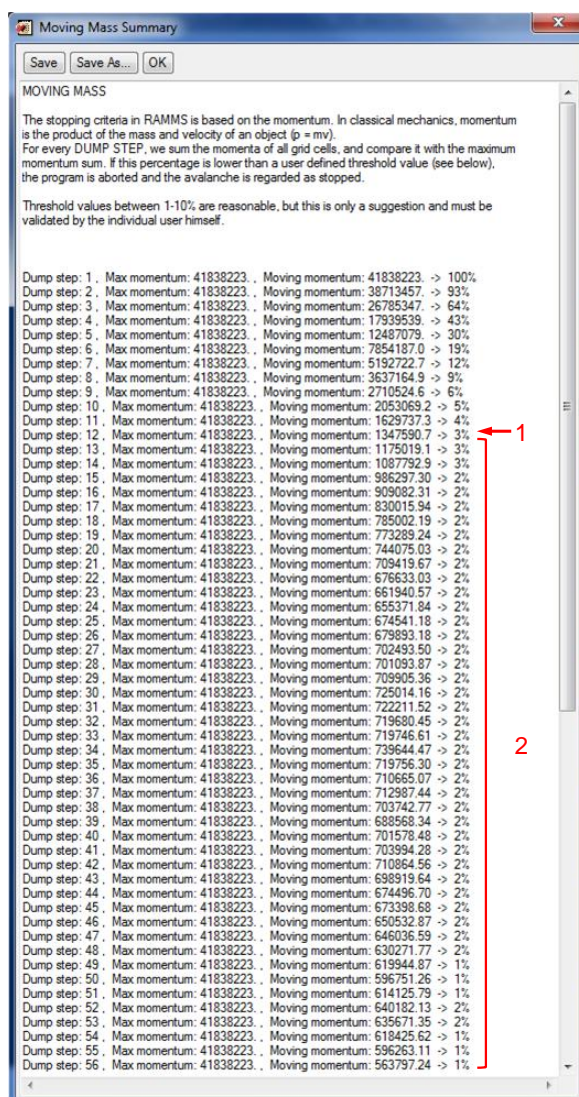 Moving Mass Summary
Save Save As... OK
MOVING MASS
The stopping criteria in RAMMS is based on the momentum. In classical mechanics, momentum
is the product of the mass and velocity of an object (p = mv).
For every DUMP STEP, we sum the momenta of all grid cells, and compare it with the maximum
momentum sum. If this percentage is lower than a user defined threshold value (see below),
the program is aborted and the avalanche is regarded as stopped.
Threshold values between 1-10% are reasonable, but this is only a suggestion and must be
validated by the individual user himself.
Dump step: 1 , Max momentum: 41838223. , Moving momentum: 41838223. -> 100%
Dump step: 2 , Max momentum: 41838223. , Moving momentum: 38713457. -> 93%
Dump step: 3 , Max momentum: 41838223. , Moving momentum: 26785347. -> 64%
Dump step: 4 , Max momentum: 41838223. , Moving momentum: 17939539. -> 43%
Dump step: 5 , Max momentum: 41838223. , Moving momentum: 12487079. -> 30%
Dump step: 6 , Max momentum: 41838223. , Moving momentum: 7854187.0 -> 19%
Dump step: 7 , Max momentum: 41838223. , Moving momentum: 5192722.7 -> 12%
Dump step: 8 , Max momentum: 41838223. , Moving momentum: 3637164.9 -> 9%
Dump step: 9 , Max momentum: 41838223. , Moving momentum: 2710524.6 -> 6%
Dump step: 10 , Max momentum: 41838223. , Moving momentum: 2053069.2 -> 5%
Dump step: 11 , Max momentum: 41838223. , Moving momentum: 1629737.3 -> 4%
Dump step: 12 , Max momentum: 41838223. , Moving momentum: 1347590.7 -> 3% 1
Dump step: 13 , Max momentum: 41838223. , Moving momentum: 1175019.1 -> 3%
Dump step: 14 , Max momentum: 41838223. , Moving momentum: 1087792.9 -> 3%
Dump step: 15 , Max momentum: 41838223. , Moving momentum: 986297.30 -> 2%
Dump step: 16 , Max momentum: 41838223. , Moving momentum: 909082.31 -> 2%
Dump step: 17 , Max momentum: 41838223. , Moving momentum: 830015.94 -> 2%
Dump step: 18 , Max momentum: 41838223. , Moving momentum: 785002.19 -> 2%
Dump step: 19 , Max momentum: 41838223. , Moving momentum: 773289.24 -> 2%
Dump step: 20 , Max momentum: 41838223. , Moving momentum: 744075.03 -> 2%
Dump step: 21 , Max momentum: 41838223. , Moving momentum: 709419.67 -> 2%
Dump step: 22 , Max momentum: 41838223. , Moving momentum: 676633.03 -> 2%
Dump step: 23 , Max momentum: 41838223. , Moving momentum: 661940.57 -> 2%
Dump step: 24 , Max momentum: 41838223. , Moving momentum: 655371.84 -> 2%
Dump step: 25 , Max momentum: 41838223. , Moving momentum: 674541.18 -> 2%
Dump step: 26 , Max momentum: 41838223. , Moving momentum: 679893.18 -> 2%
Dump step: 27 , Max momentum: 41838223. , Moving momentum: 702493.50 -> 2%
Dump step: 28 , Max momentum: 41838223. , Moving momentum: 701093.87 -> 2%
Dump step: 29 , Max momentum: 41838223. , Moving momentum: 709905.36 -> 2%
Dump step: 30 , Max momentum: 41838223. , Moving momentum: 725014.16 -> 2%
Dump step: 31 , Max momentum: 41838223. , Moving momentum: 722211.52 -> 2%
Dump step: 32 , Max momentum: 41838223. , Moving momentum: 719680.45 -> 2%
Dump step: 33 , Max momentum: 41838223. , Moving momentum: 719746.61 -> 2%
Dump step: 34 , Max momentum: 41838223. , Moving momentum: 739644.47 -> 2% 2
Dump step: 35 , Max momentum: 41838223. , Moving momentum: 719756.30 -> 2%
Dump step: 36 , Max momentum: 41838223. , Moving momentum: 710665.07 -> 2%
Dump step: 37 , Max momentum: 41838223. , Moving momentum: 712987.44 -> 2%
Dump step: 38 , Max momentum: 41838223. , Moving momentum: 703742.77 -> 2%
Dump step: 39 , Max momentum: 41838223. , Moving momentum: 688568.34 -> 2%
Dump step: 40 , Max momentum: 41838223. , Moving momentum: 701578.48 -> 2%
Dump step: 41 , Max momentum: 41838223. , Moving momentum: 703994.28 -> 2%
Dump step: 42 , Max momentum: 41838223. , Moving momentum: 710864.56 -> 2%
Dump step: 43 , Max momentum: 41838223. , Moving momentum: 698919.64 -> 2%
Dump step: 44 , Max momentum: 41838223. , Moving momentum: 674496.70 -> 2%
Dump step: 45 , Max momentum: 41838223. , Moving momentum: 673398.68 -> 2%
Dump step: 46 , Max momentum: 41838223. , Moving momentum: 650532.87 -> 2%
Dump step: 47 , Max momentum: 41838223. , Moving momentum: 646036.59 -> 2%
Dump step: 48 , Max momentum: 41838223. , Moving momentum: 630271.77 -> 2%
Dump step: 49 , Max momentum: 41838223. , Moving momentum: 619944.87 -> 1%
Dump step: 50 , Max momentum: 41838223. , Moving momentum: 596751.26 -> 1%
Dump step: 51 , Max momentum: 41838223. , Moving momentum: 614125.79 -> 1%
Dump step: 52 , Max momentum: 41838223. , Moving momentum: 640182.13 -> 2%
Dump step: 53 , Max momentum: 41838223. , Moving momentum: 635671.35 -> 2%
Dump step: 54 , Max momentum: 41838223. , Moving momentum: 618425.62 -> 1%
Dump step: 55 , Max momentum: 41838223. , Moving momentum: 596263.11 -> 1%
Dump step: 56 , Max momentum: 41838223. , Moving momentum: 563797.24 -> 1%